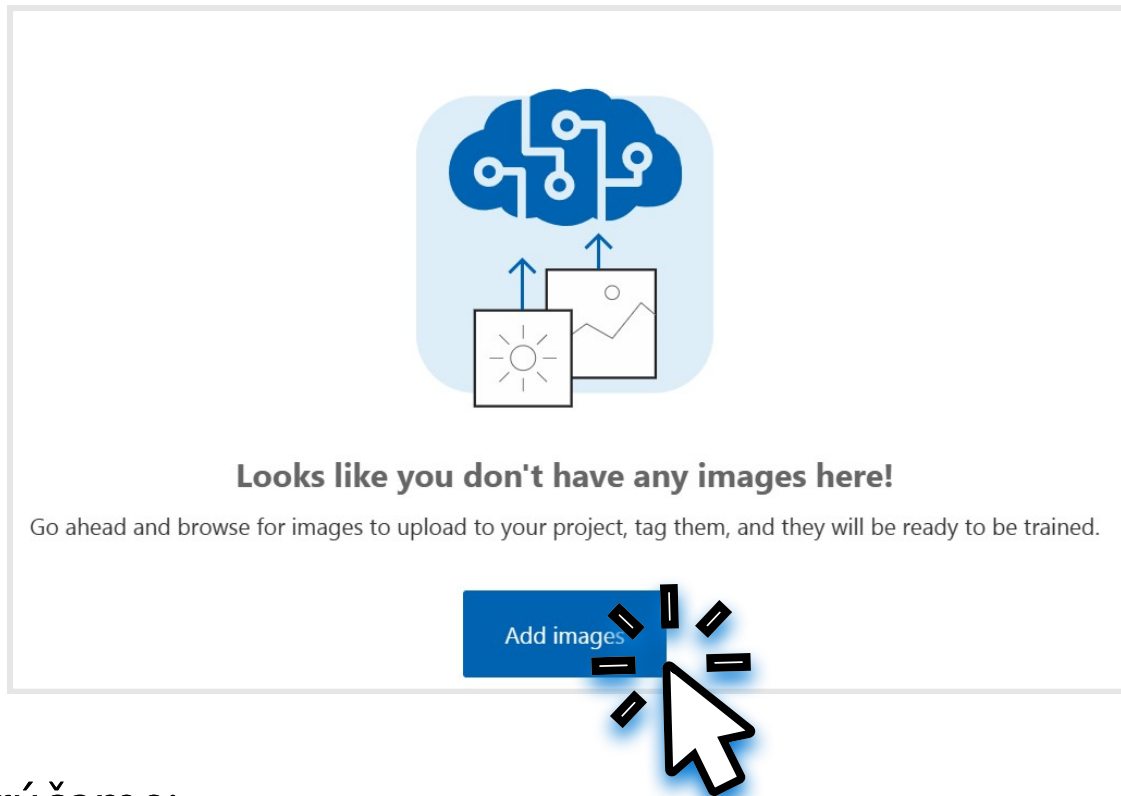 Looks like you don't have any images here!
Go ahead and browse for images to upload to your project, tag them, and they will be ready to be trained.
Add images